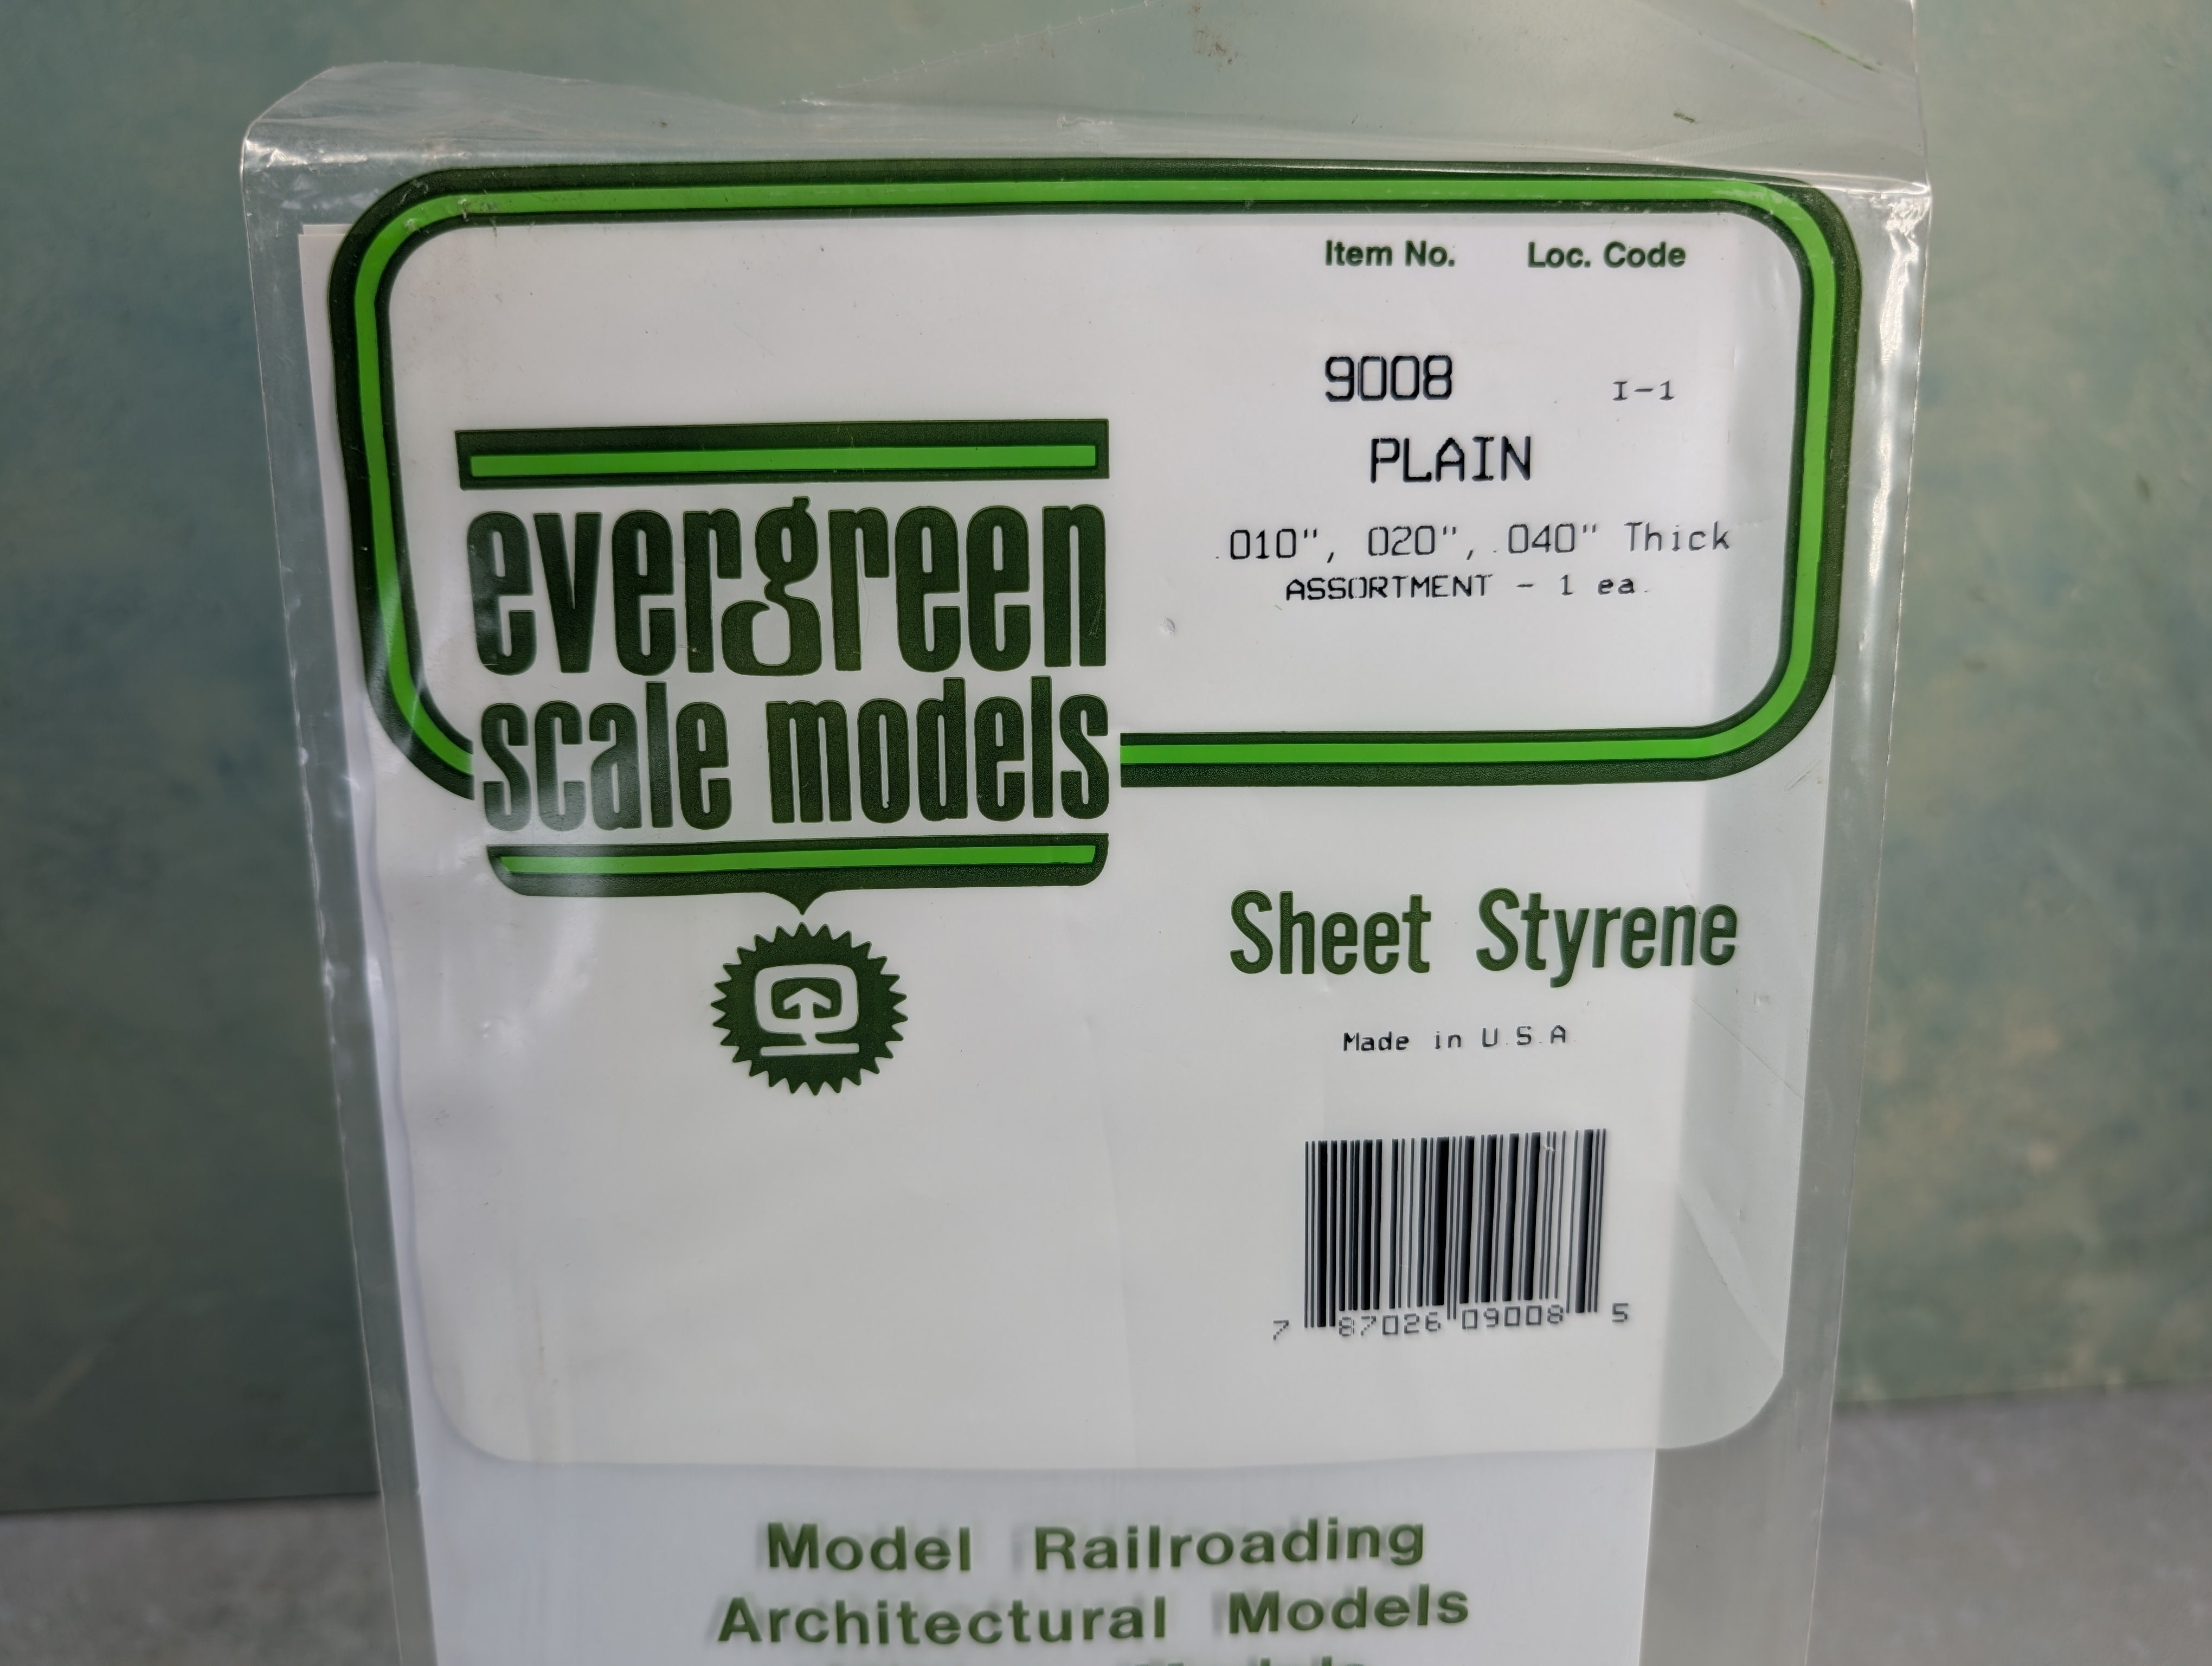 Item No. Loc. Code
9008 I-1
PLAIN
.010", 020", .040" Thick
ASSORTMENT - 1 ea.
evergreen
scale models
Sheet Styrene
Made in U.S.A
7 87026 09008 5
Model Railroading
Architectural Models